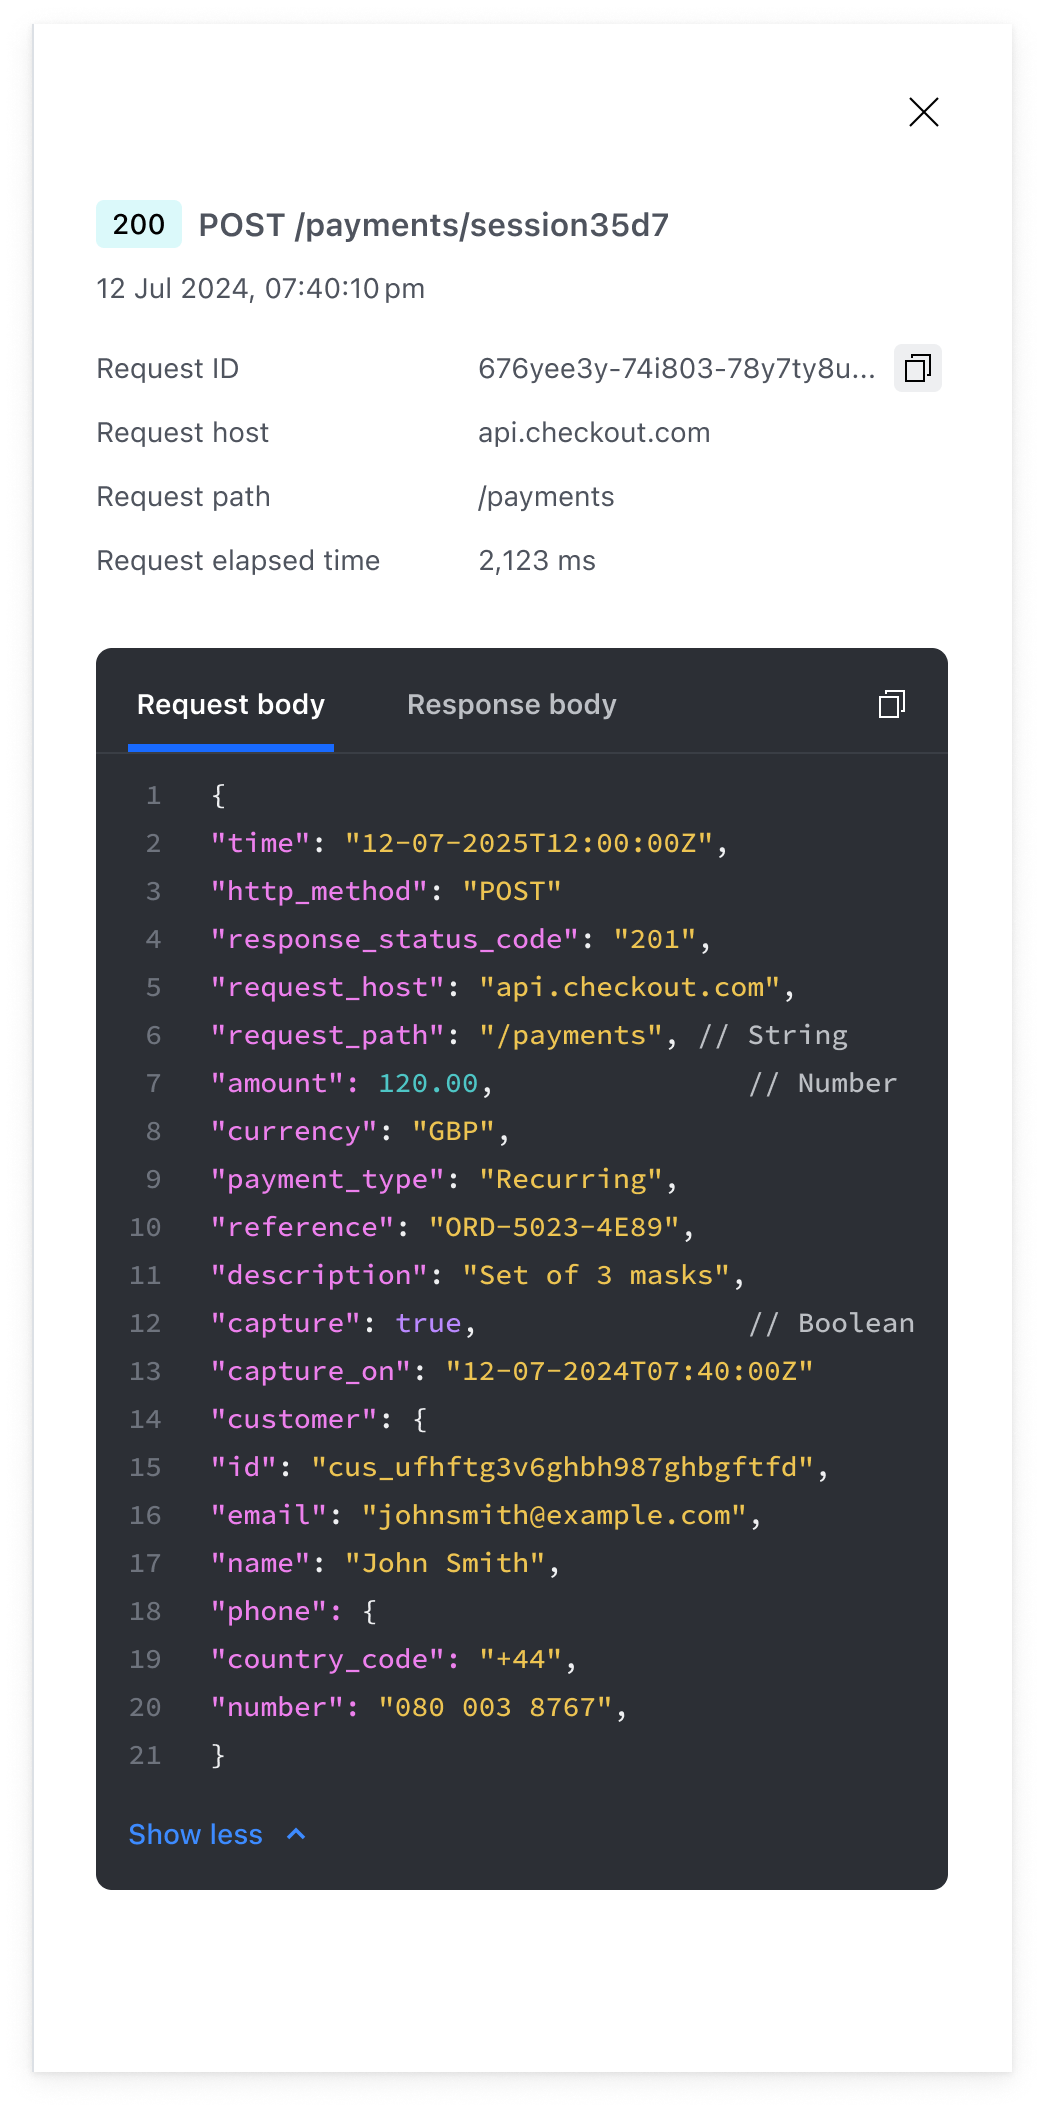 200 POST /payments/session35d7
12 Jul 2024, 07:40:10 pm
Request ID 676yee3y-74i803-78y7ty8u...
Request host api.checkout.com
Request path /payments
Request elapsed time 2,123 ms
Request body Response body
1 {
2 "time": "12-07-2025T12:00:00Z",
3 "http_method": "POST"
4 "response_status_code": "201",
5 "request_host": "api.checkout.com",
6 "request_path": "/payments", // String
7 "amount": 120.00, // Number
8 "currency": "GBP",
9 "payment_type": "Recurring",
10 "reference": "ORD-5023-4E89",
11 "description": "Set of 3 masks",
12 "capture": true, // Boolean
13 "capture_on": "12-07-2024T07:40:00Z"
14 "customer": {
15 "id": "cus_ufhftg3v6ghbh987ghbgftfd",
16 "email": "johnsmith@example.com",
17 "name": "John Smith",
18 "phone": {
19 "country_code": "+44",
20 "number": "080 003 8767",
21 }
Show less